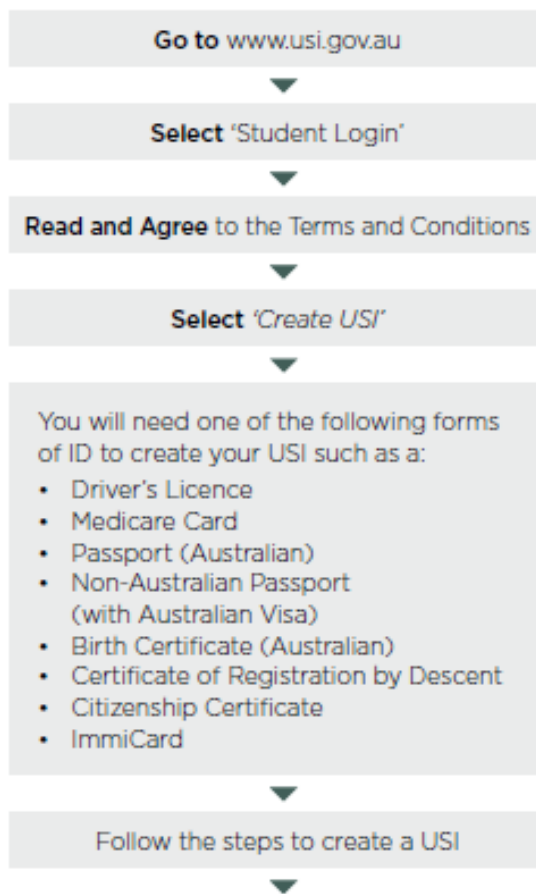 Go to www.usi.gov.au
Select ‘Student Login’
Read and Agree to the Terms and Conditions
Select ‘Create USI’
You will need one of the following forms
of ID to create your USI such as a:
• Driver’s Licence
• Medicare Card
• Passport (Australian)
• Non-Australian Passport
(with Australian Visa)
• Birth Certificate (Australian)
• Certificate of Registration by Descent
• Citizenship Certificate
• ImmiCard
Follow the steps to create a USI